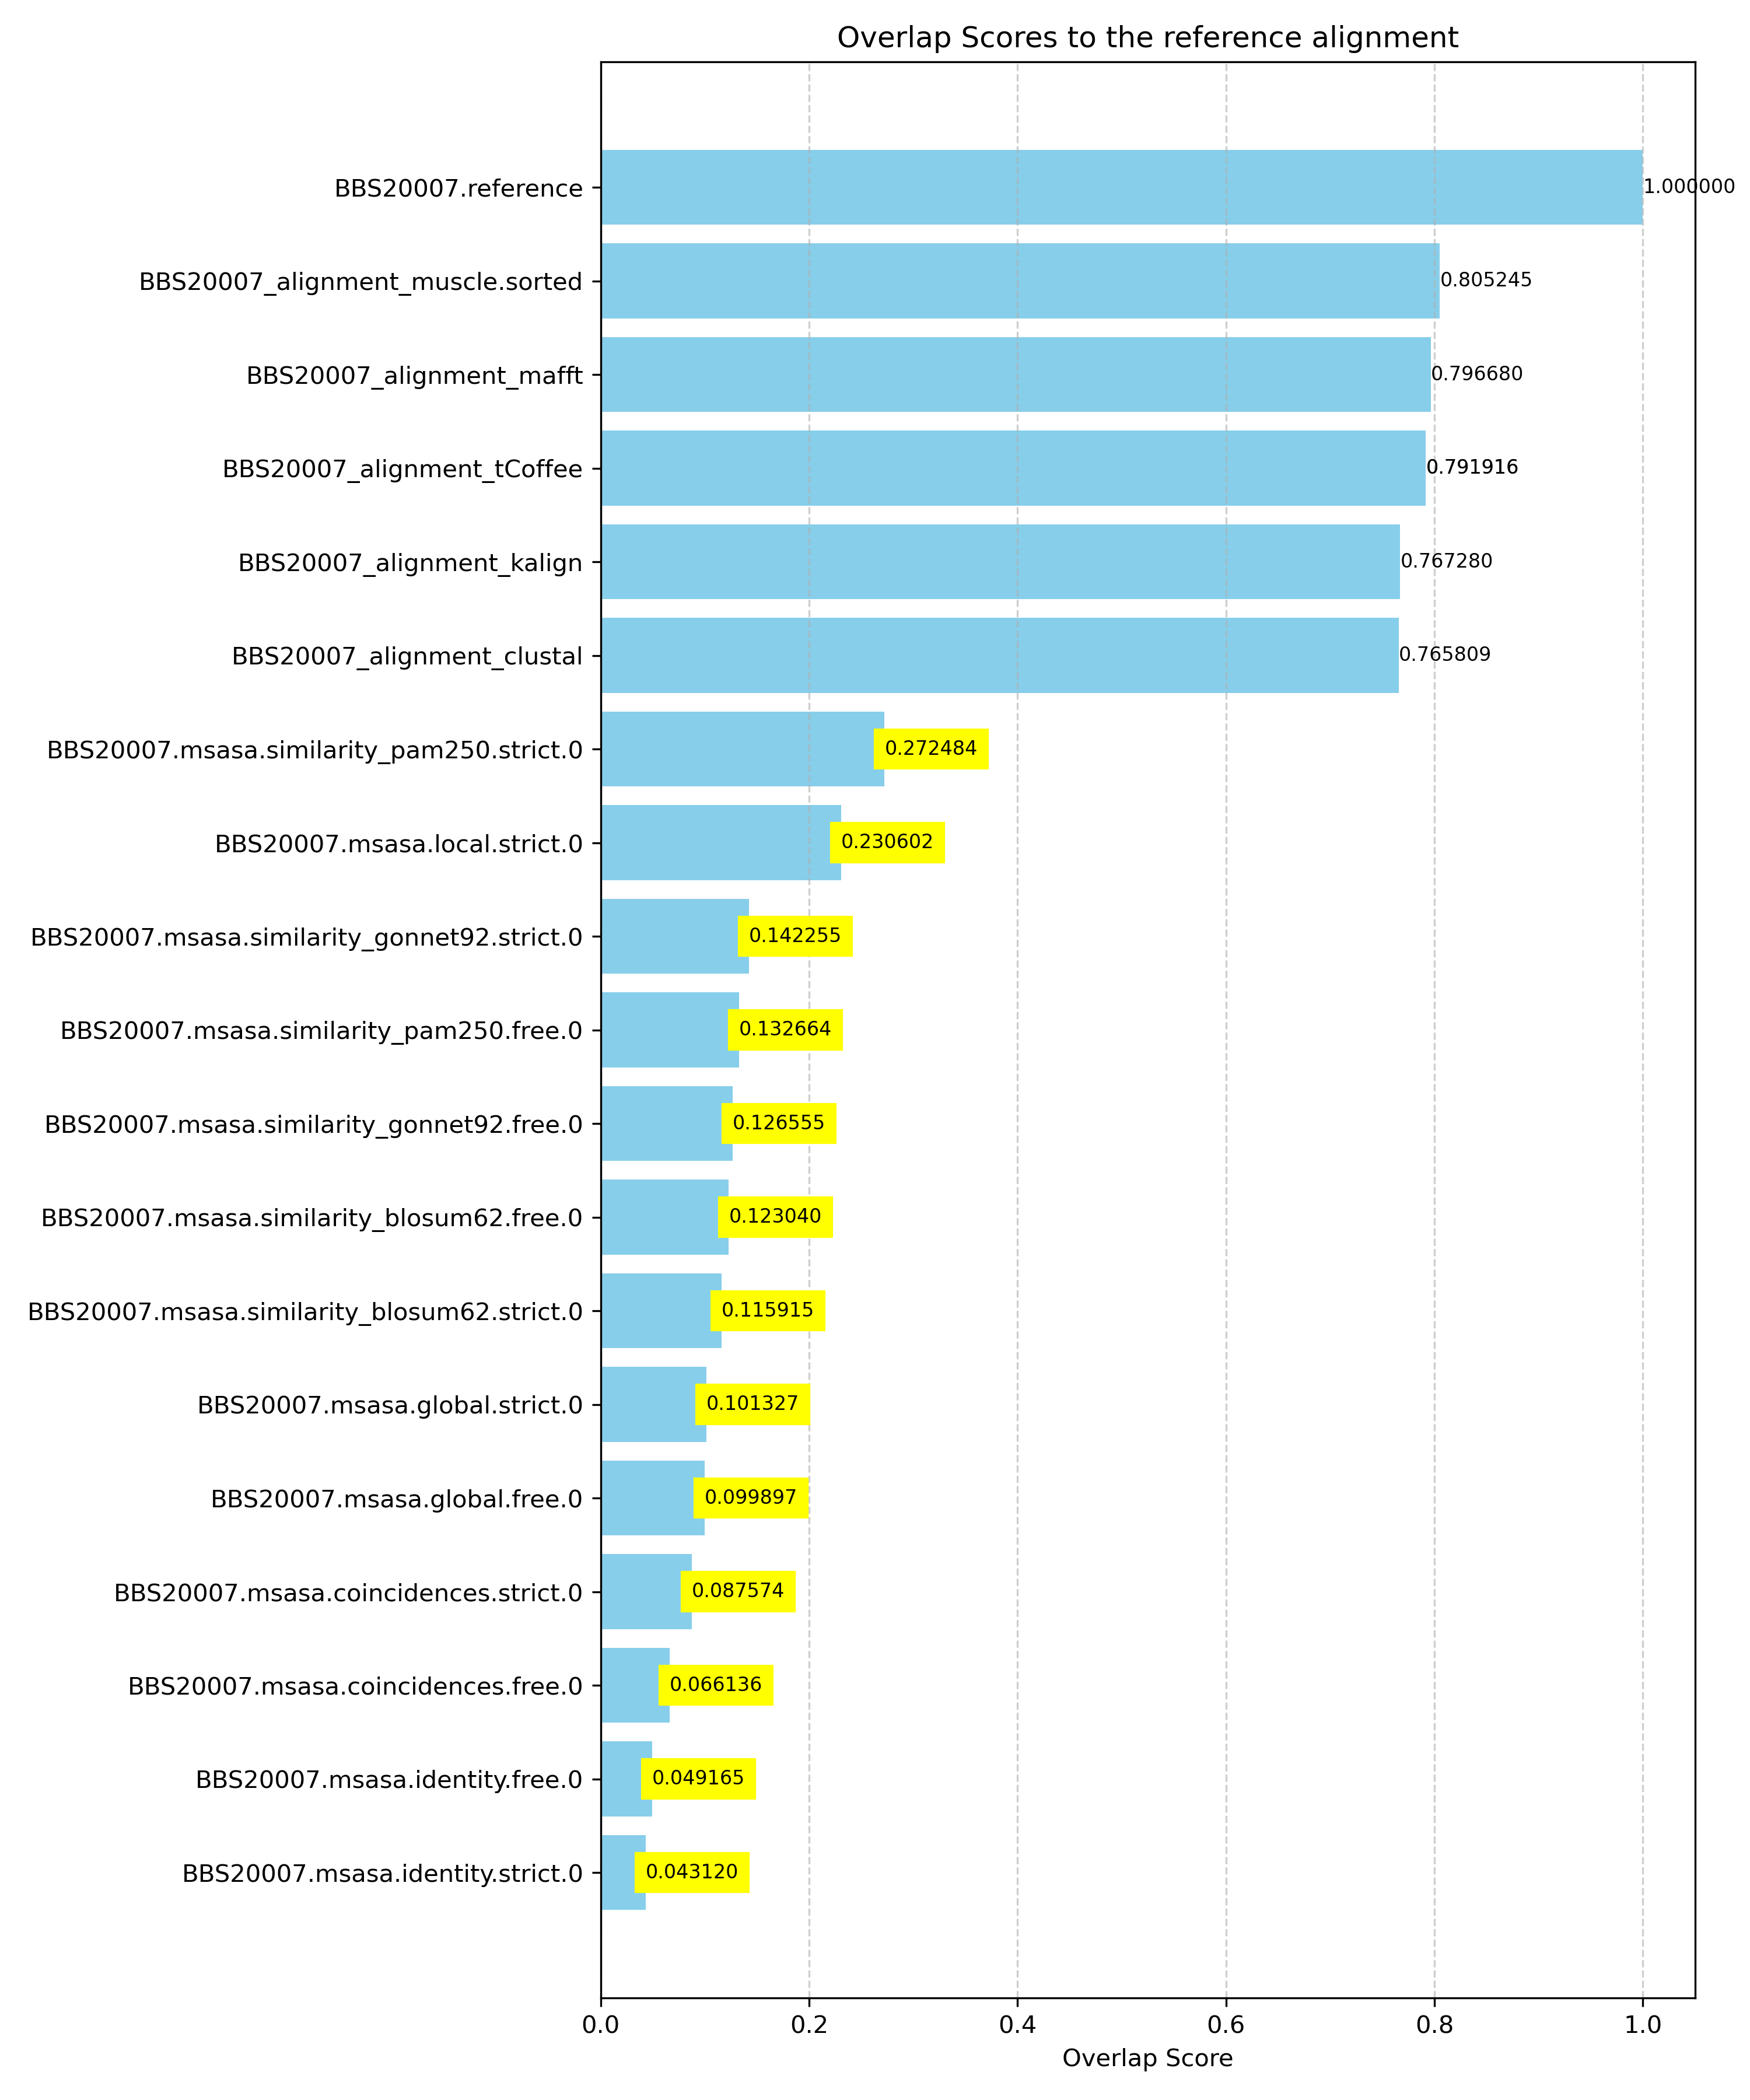 Overlap Scores to the reference alignment
BBS20007.reference 1.000000
BBS20007_alignment_muscle.sorted 0.805245
BBS20007_alignment_mafft 0.796680
BBS20007_alignment_tCoffee 0.791916
BBS20007_alignment_kalign 0.767280
BBS20007_alignment_clustal 0.765809
BBS20007.msasa.similarity_pam250.strict.0 0.272484
BBS20007.msasa.local.strict.0 0.230602
BBS20007.msasa.similarity_gonnet92.strict.0 0.142255
BBS20007.msasa.similarity_pam250.free.0 0.132664
BBS20007.msasa.similarity_gonnet92.free.0 0.126555
BBS20007.msasa.similarity_blosum62.free.0 0.123040
BBS20007.msasa.similarity_blosum62.strict.0 0.115915
BBS20007.msasa.global.strict.0 0.101327
BBS20007.msasa.global.free.0 0.099897
BBS20007.msasa.coincidences.strict.0 0.087574
BBS20007.msasa.coincidences.free.0 0.066136
BBS20007.msasa.identity.free.0 0.049165
BBS20007.msasa.identity.strict.0 0.043120
0.0 0.2 0.4 0.6 0.8 1.0
Overlap Score